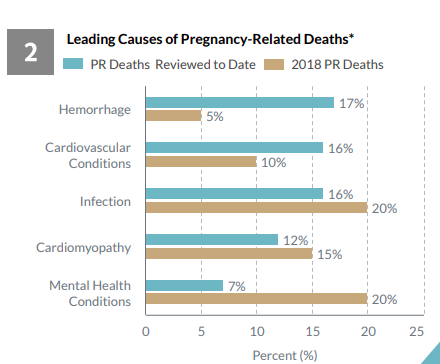 2
Leading Causes of Pregnancy-Related Deaths*
PR Deaths Reviewed to Date 2018 PR Deaths
Hemorrhage 17%
5%
Cardiovascular 16%
Conditions 10%
Infection 16%
20%
Cardiomyopathy 12%
15%
Mental Health 7%
Conditions 20%
0 5 10 15 20 25
Percent (%)